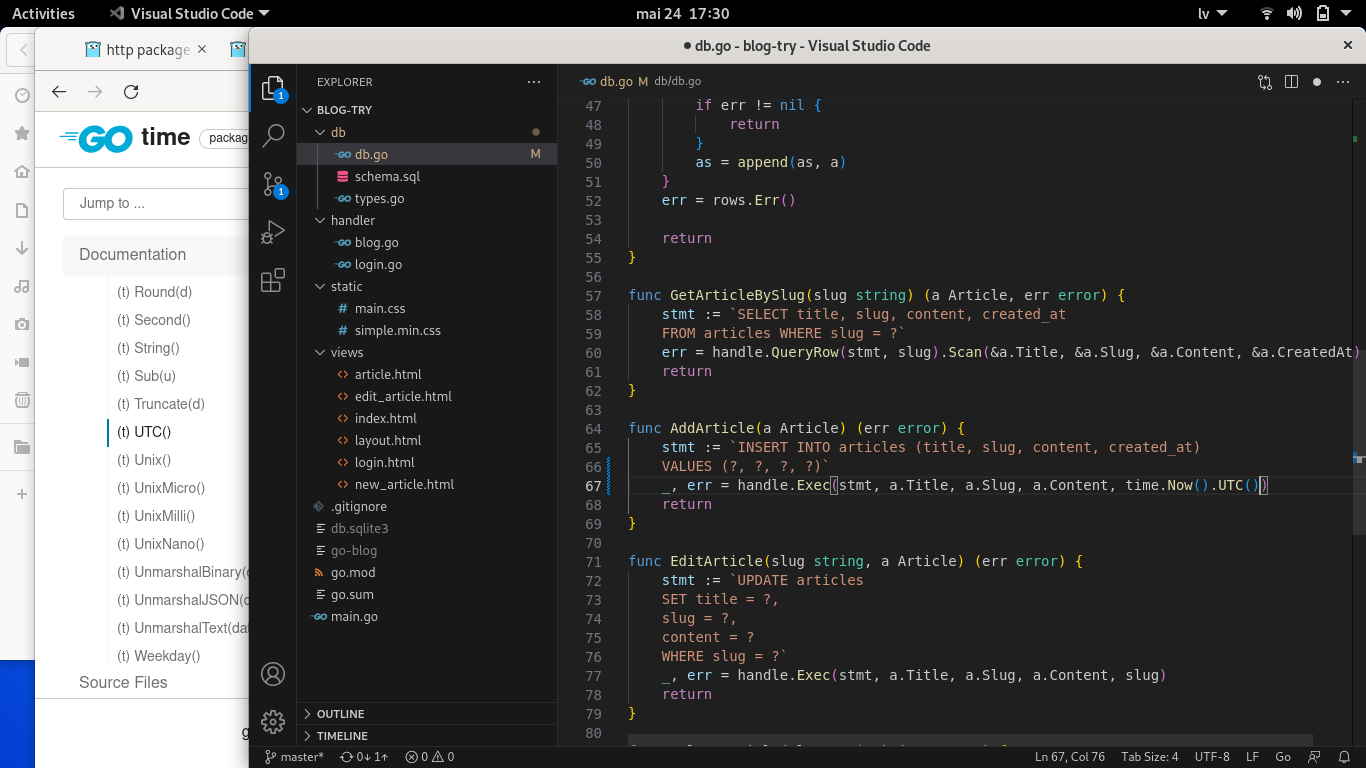 Activities
Visual Studio Code
mai 24 17:30
lv
http package
GO time
Jump to ...
Documentation
(t) Round(d)
(t) Second()
(t) String()
(t) Sub(u)
(t) Truncate(d)
(t) UTC()
(t) Unix()
(t) UnixMicro()
(t) UnixMilli()
(t) UnixNano()
(t) UnmarshalBinary(
(t) UnmarshalJSON(
(t) UnmarshalText(
(t) Weekday()
Source Files
● db.go - blog-try - Visual Studio Code
EXPLORER
BLOG-TRY
db
db.go M
schema.sql
types.go
handler
blog.go
login.go
static
main.css
simple.min.css
views
article.html
edit_article.html
index.html
layout.html
login.html
new_article.html
.gitignore
db.sqlite3
go-blog
go.mod
go.sum
main.go
OUTLINE
TIMELINE
1
1
db.go M db/db.go
47 if err != nil {
48 return
49 }
50 as = append(as, a)
51 }
52 err = rows.Err()
53
54 return
55 }
56
57 func GetArticleBySlug(slug string) (a Article, err error) {
58 stmt := `SELECT title, slug, content, created_at
59 FROM articles WHERE slug = ?`
60 err = handle.QueryRow(stmt, slug).Scan(&a.Title, &a.Slug, &a.Content, &a.CreatedAt)
61 return
62 }
63
64 func AddArticle(a Article) (err error) {
65 stmt := `INSERT INTO articles (title, slug, content, created_at)
66 VALUES (?, ?, ?, ?)`
67 _, err = handle.Exec(stmt, a.Title, a.Slug, a.Content, time.Now().UTC())
68 return
69 }
70
71 func EditArticle(slug string, a Article) (err error) {
72 stmt := `UPDATE articles
73 SET title = ?,
74 slug = ?,
75 content = ?
76 WHERE slug = ?`
77 _, err = handle.Exec(stmt, a.Title, a.Slug, a.Content, slug)
78 return
79 }
80
master* 0↓ 1↑ 0 0
Ln 67, Col 76 Tab Size: 4 UTF-8 LF Go